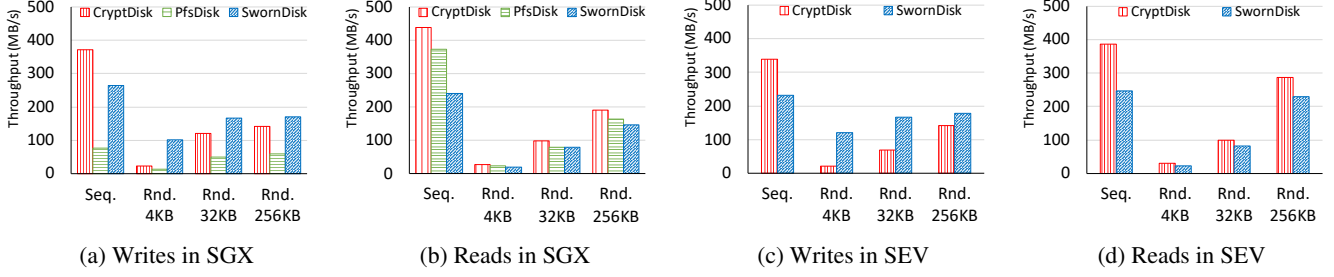 CryptDisk PfsDisk SwornDisk
Throughput (MB/s)
500
400
300
200
100
0
Seq. Rnd. Rnd. Rnd.
4KB 32KB 256KB
(a) Writes in SGX
CryptDisk PfsDisk SwornDisk
Throughput (MB/s)
500
400
300
200
100
0
Seq. Rnd. Rnd. Rnd.
4KB 32KB 256KB
(b) Reads in SGX
CryptDisk SwornDisk
Throughput (MB/s)
500
400
300
200
100
0
Seq. Rnd. Rnd. Rnd.
4KB 32KB 256KB
(c) Writes in SEV
CryptDisk SwornDisk
Throughput (MB/s)
500
400
300
200
100
0
Seq. Rnd. Rnd. Rnd.
4KB 32KB 256KB
(d) Reads in SEV